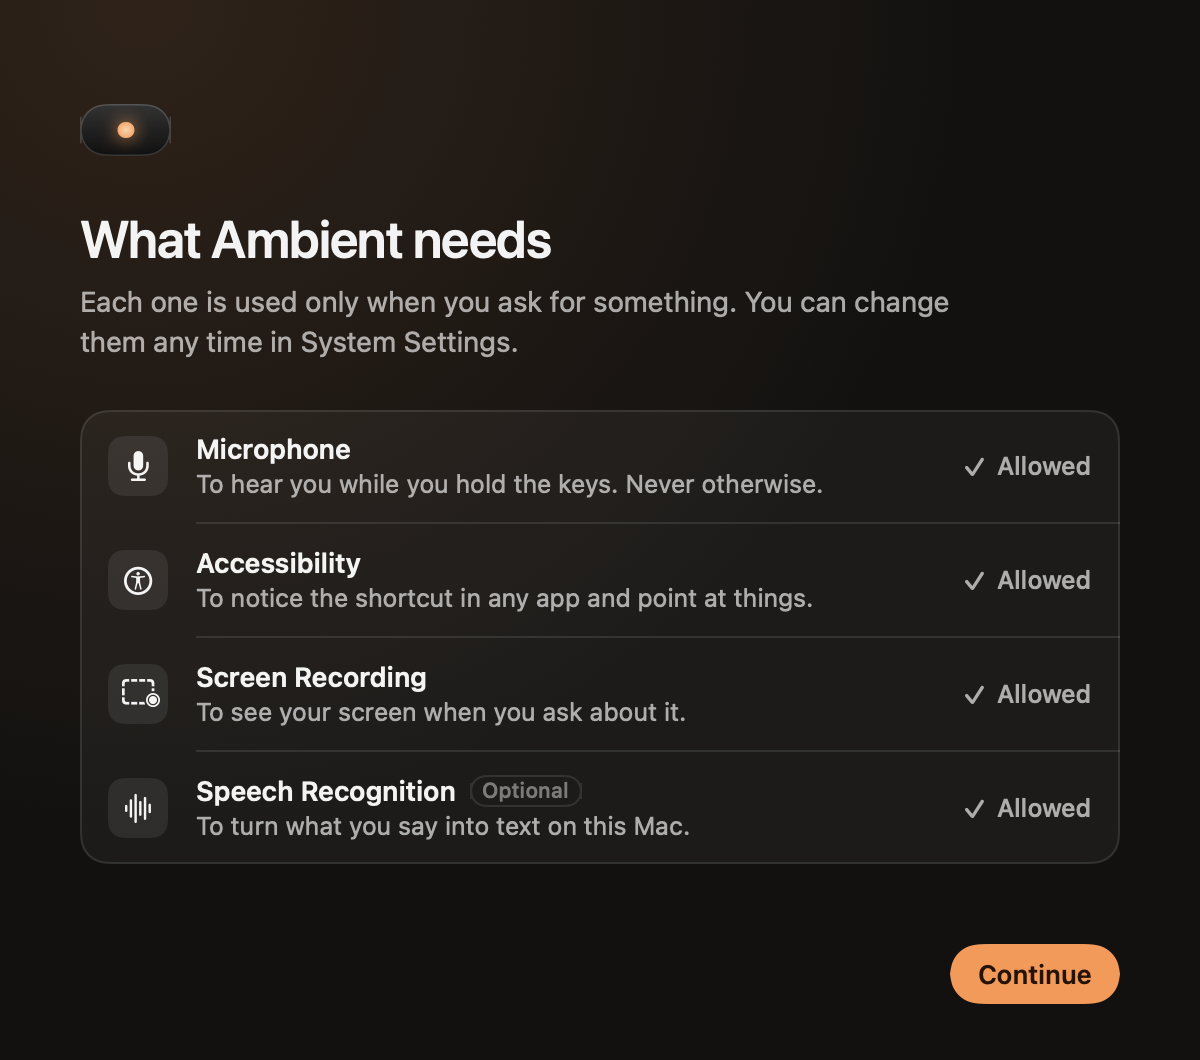 What Ambient needs
Each one is used only when you ask for something. You can change
them any time in System Settings.
Microphone
To hear you while you hold the keys. Never otherwise.
Allowed
Accessibility
To notice the shortcut in any app and point at things.
Allowed
Screen Recording
To see your screen when you ask about it.
Allowed
Speech Recognition Optional
To turn what you say into text on this Mac.
Allowed
Continue